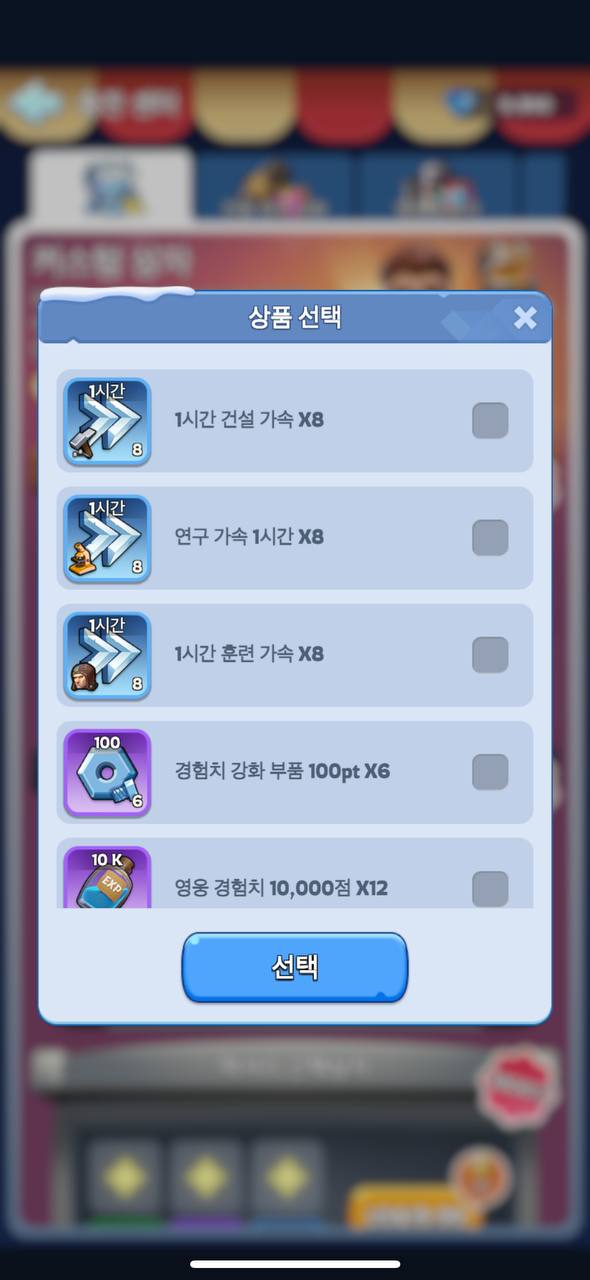 상품 선택
1시간
8
1시간 건설 가속 X8
1시간
8
연구 가속 1시간 X8
1시간
8
1시간 훈련 가속 X8
100
6
경험치 강화 부품 100pt X6
10 K
EXP
영웅 경험치 10,000점 X12
선택